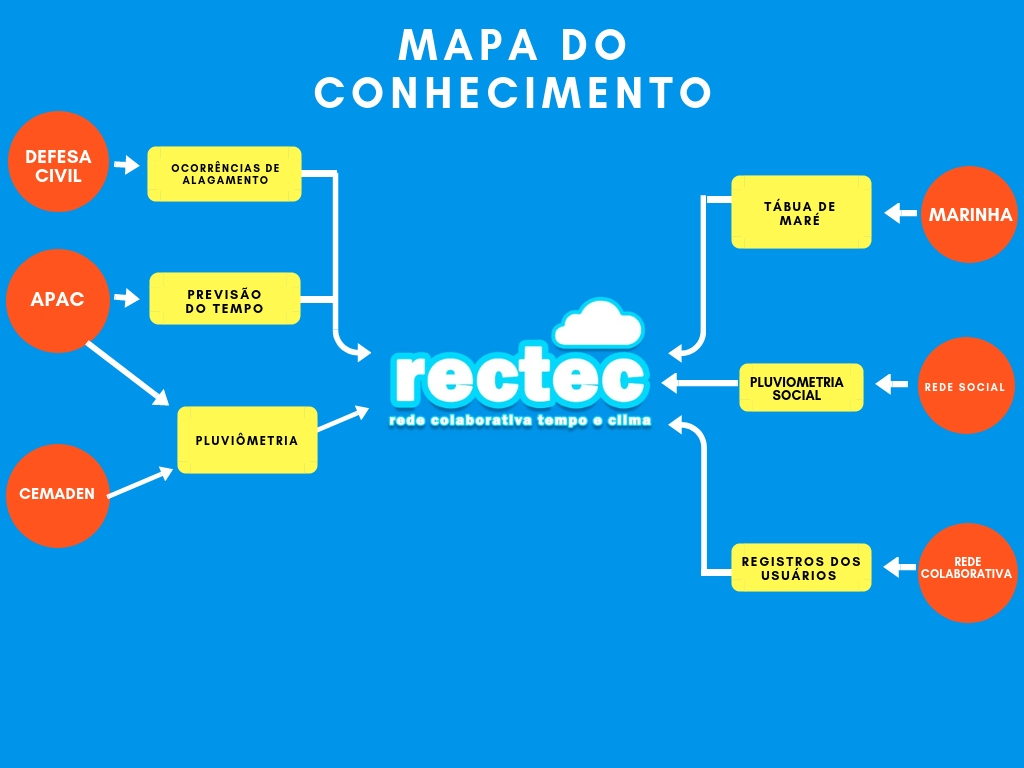 MAPA DO
CONHECIMENTO
DEFESA
CIVIL
OCORRÊNCIAS DE
ALAGAMENTO
APAC
PREVISÃO
DO TEMPO
PLUVIÔMETRIA
CEMADEN
rectec
rede colaborativa tempo e clima
TÁBUA DE
MARÉ
MARINHA
PLUVIOMETRIA
SOCIAL
REDE SOCIAL
REGISTROS DOS
USUÁRIOS
REDE
COLABORATIVA